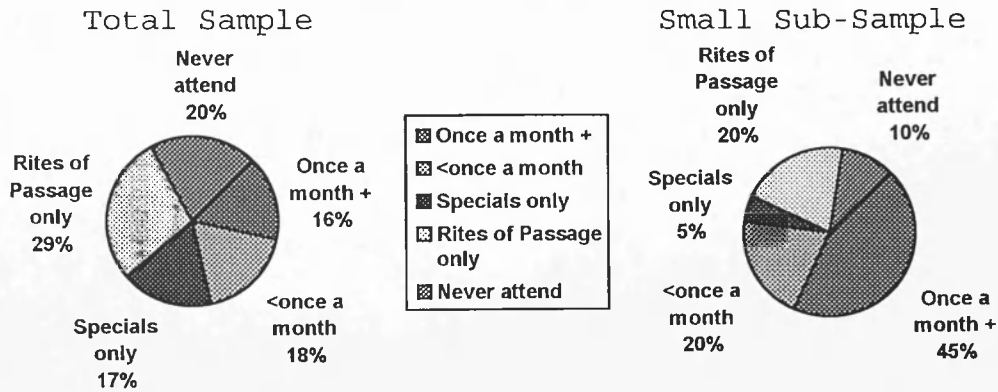 Total Sample
Never
attend
20%
Once a
month +
16%
<once a
month
18%
Specials
only
17%
Rites of
Passage
only
29%
Once a month +
<once a month
Specials only
Rites of Passage
only
Never attend
Small Sub-Sample
Rites of
Passage
only
20%
Never
attend
10%
Specials
only
5%
<once a
month
20%
Once a
month +
45%